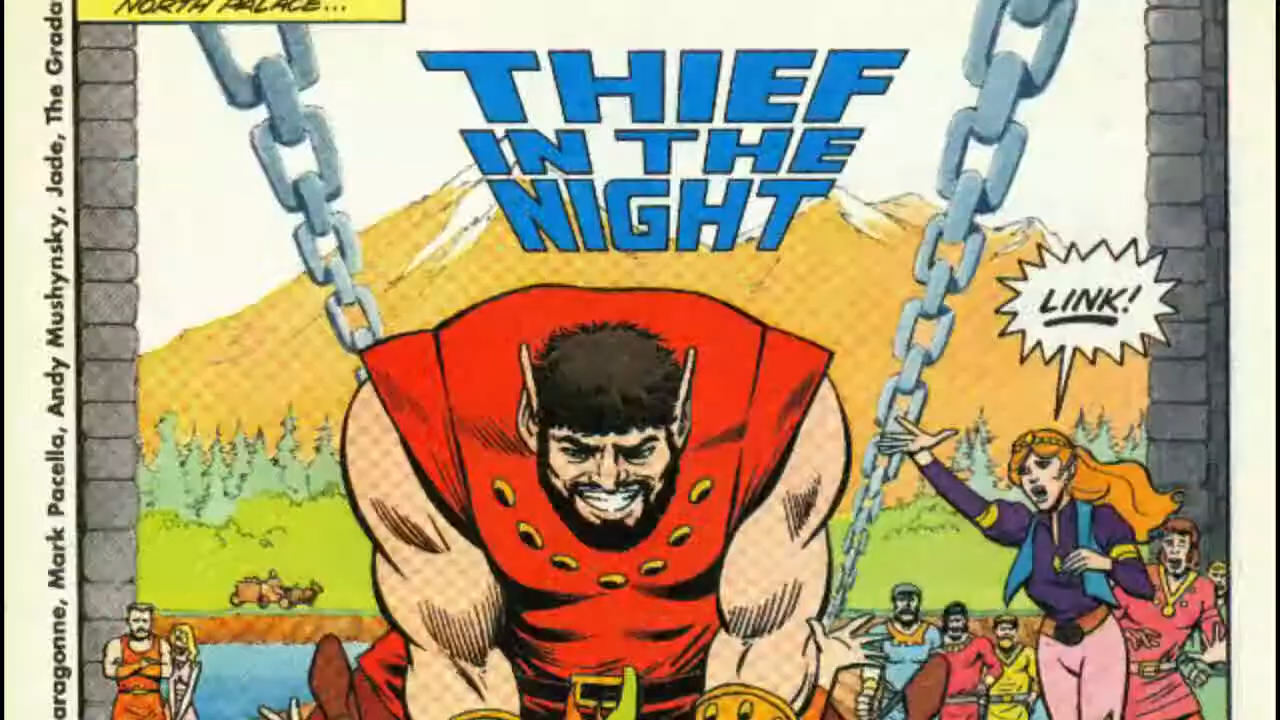 NORTH PALACE...
THIEF
IN THE
NIGHT
LINK!
aragonne, Mark Pacella, Andy Mushynsky, Jade, The Grada